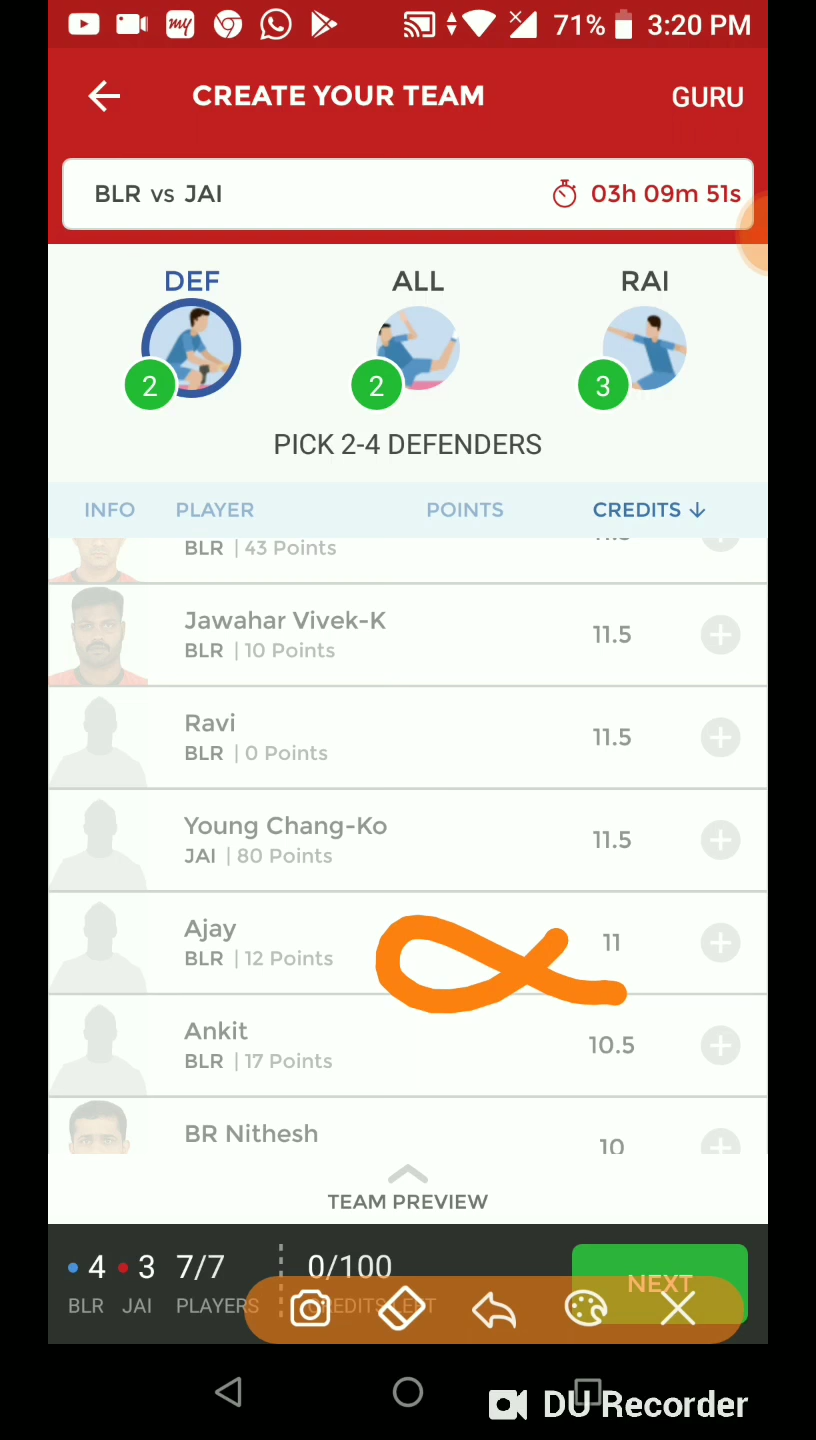 my 71% 3:20 PM
CREATE YOUR TEAM GURU
BLR vs JAI 03h 09m 51s
DEF ALL RAI
2 2 3
PICK 2-4 DEFENDERS
INFO PLAYER POINTS CREDITS
BLR | 43 Points
Jawahar Vivek-K
BLR | 10 Points 11.5
Ravi
BLR | 0 Points 11.5
Young Chang-Ko
JAI | 80 Points 11.5
Ajay
BLR | 12 Points 11
Ankit
BLR | 17 Points 10.5
BR Nithesh 10
TEAM PREVIEW
4 3 7/7 0/100 NEXT
BLR JAI PLAYERS CREDITS LEFT
DU Recorder